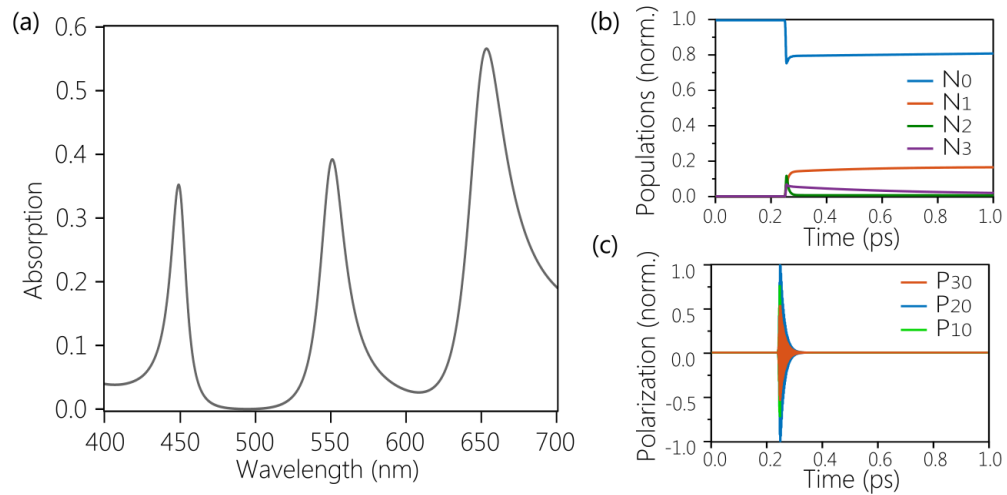 (a)
0.6
0.5
0.4
0.3
0.2
0.1
0.0
Absorption
400 450 500 550 600 650 700
Wavelength (nm)
(b)
1.0
0.8
0.4
0.2
0.0
Populations (norm.)
N0
N1
N2
N3
0.0 0.2 0.4 0.6 0.8 1.0
Time (ps)
(c)
1.0
0.5
0.0
-0.5
-1.0
Polarization (norm.)
P30
P20
P10
0.0 0.2 0.4 0.6 0.8 1.0
Time (ps)